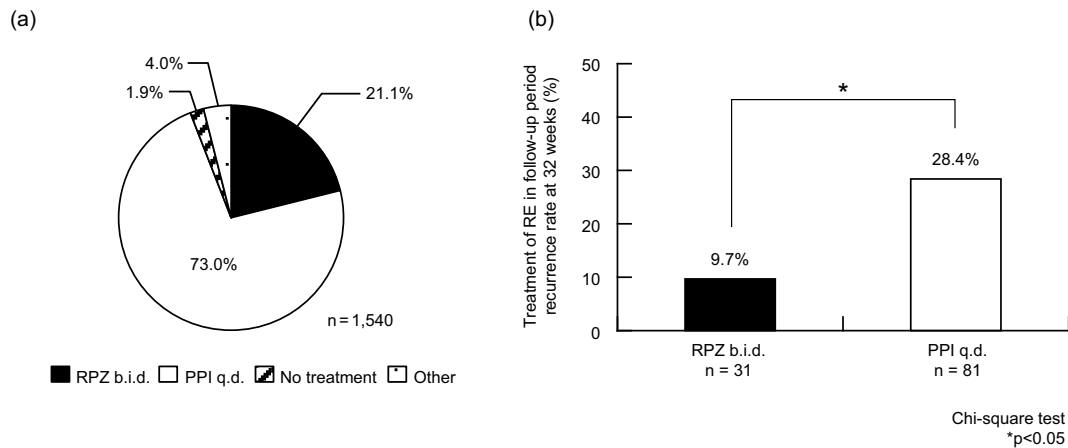 (a)
4.0%
1.9%
21.1%
73.0%
n = 1,540
RPZ b.i.d. PPI q.d. No treatment Other
(b)
Treatment of RE in follow-up period
recurrence rate at 32 weeks (%)
50
40
30
20
10
0
*
28.4%
9.7%
RPZ b.i.d.
n = 31
PPI q.d.
n = 81
Chi-square test
*p<0.05